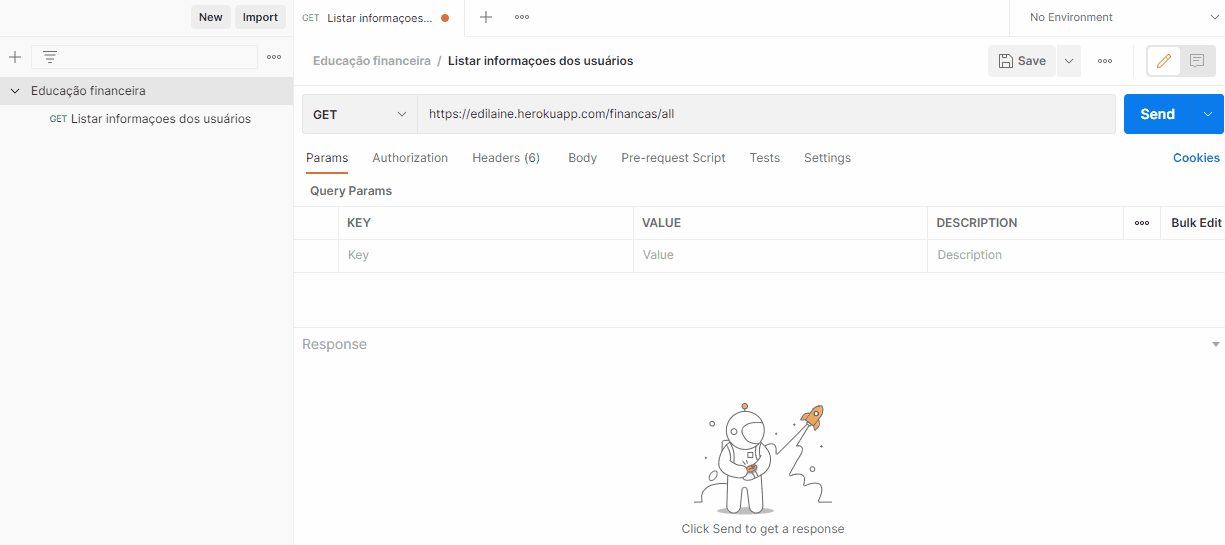 New Import
GET Listar informaçoes...
No Environment
Educação financeira / Listar informaçoes dos usuários
Save
Educação financeira
GET Listar informaçoes dos usuários
GET https://edilaine.herokuapp.com/financas/all Send
Params Authorization Headers (6) Body Pre-request Script Tests Settings Cookies
Query Params
KEY VALUE DESCRIPTION Bulk Edit
Key Value Description
Response
Click Send to get a response